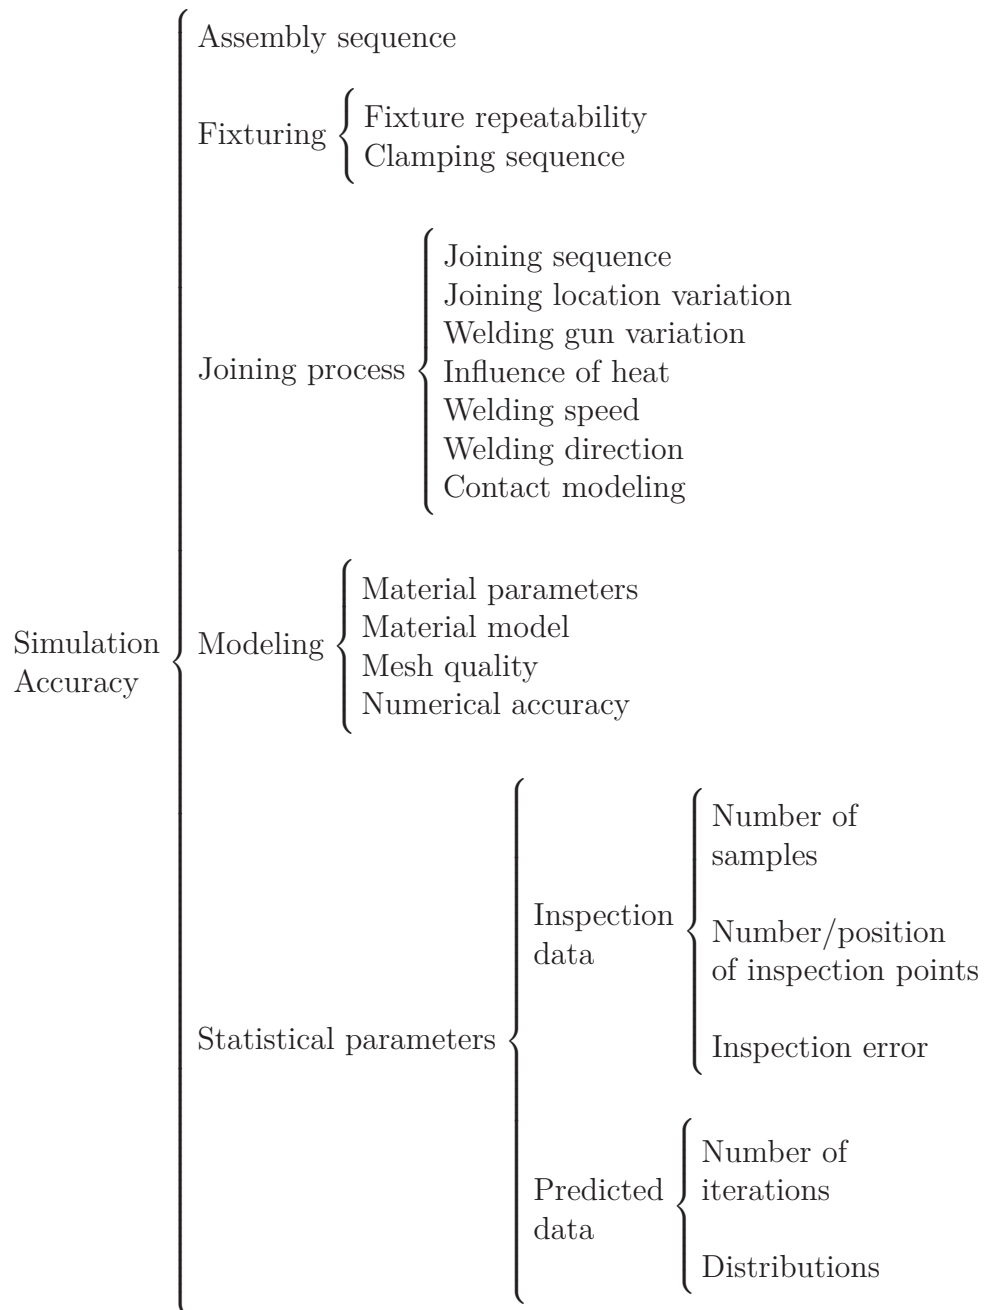 Assembly sequence
Fixturing
Fixture repeatability
Clamping sequence
Joining process
Joining sequence
Joining location variation
Welding gun variation
Influence of heat
Welding speed
Welding direction
Contact modeling
Simulation
Accuracy
Modeling
Material parameters
Material model
Mesh quality
Numerical accuracy
Statistical parameters
Inspection
data
Number of
samples
Number/position
of inspection points
Inspection error
Predicted
data
Number of
iterations
Distributions